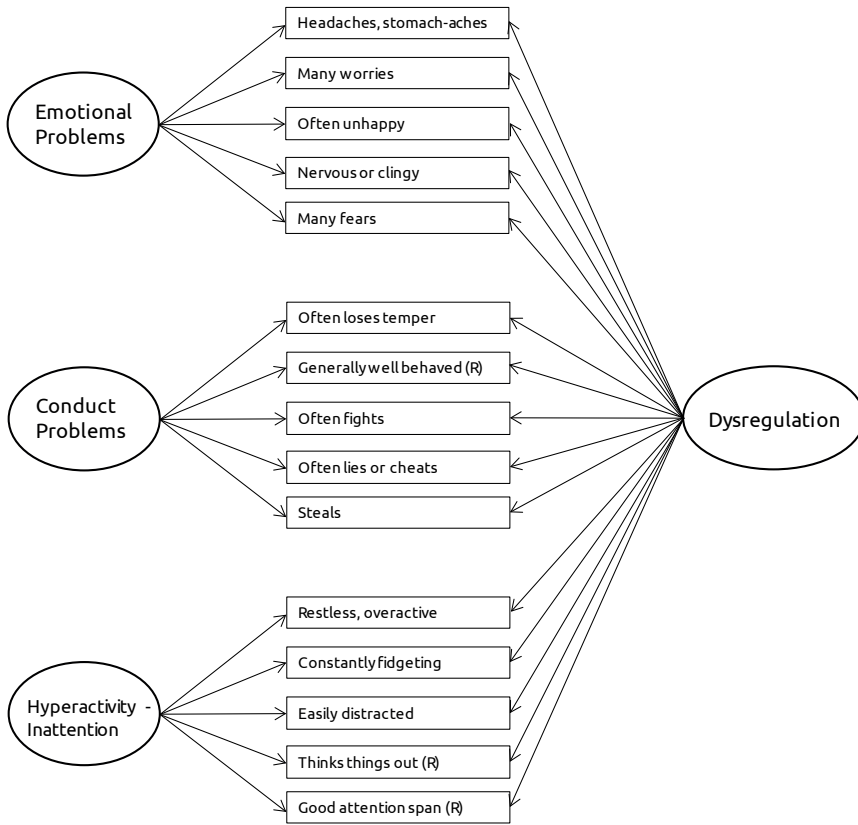 Headaches, stomach-aches
Many worries
Emotional
Problems
Often unhappy
Nervous or clingy
Many fears
Often loses temper
Generally well behaved (R)
Conduct
Problems
Often fights
Often lies or cheats
Steals
Dysregulation
Restless, overactive
Constantly fidgeting
Hyperactivity -
Inattention
Easily distracted
Thinks things out (R)
Good attention span (R)